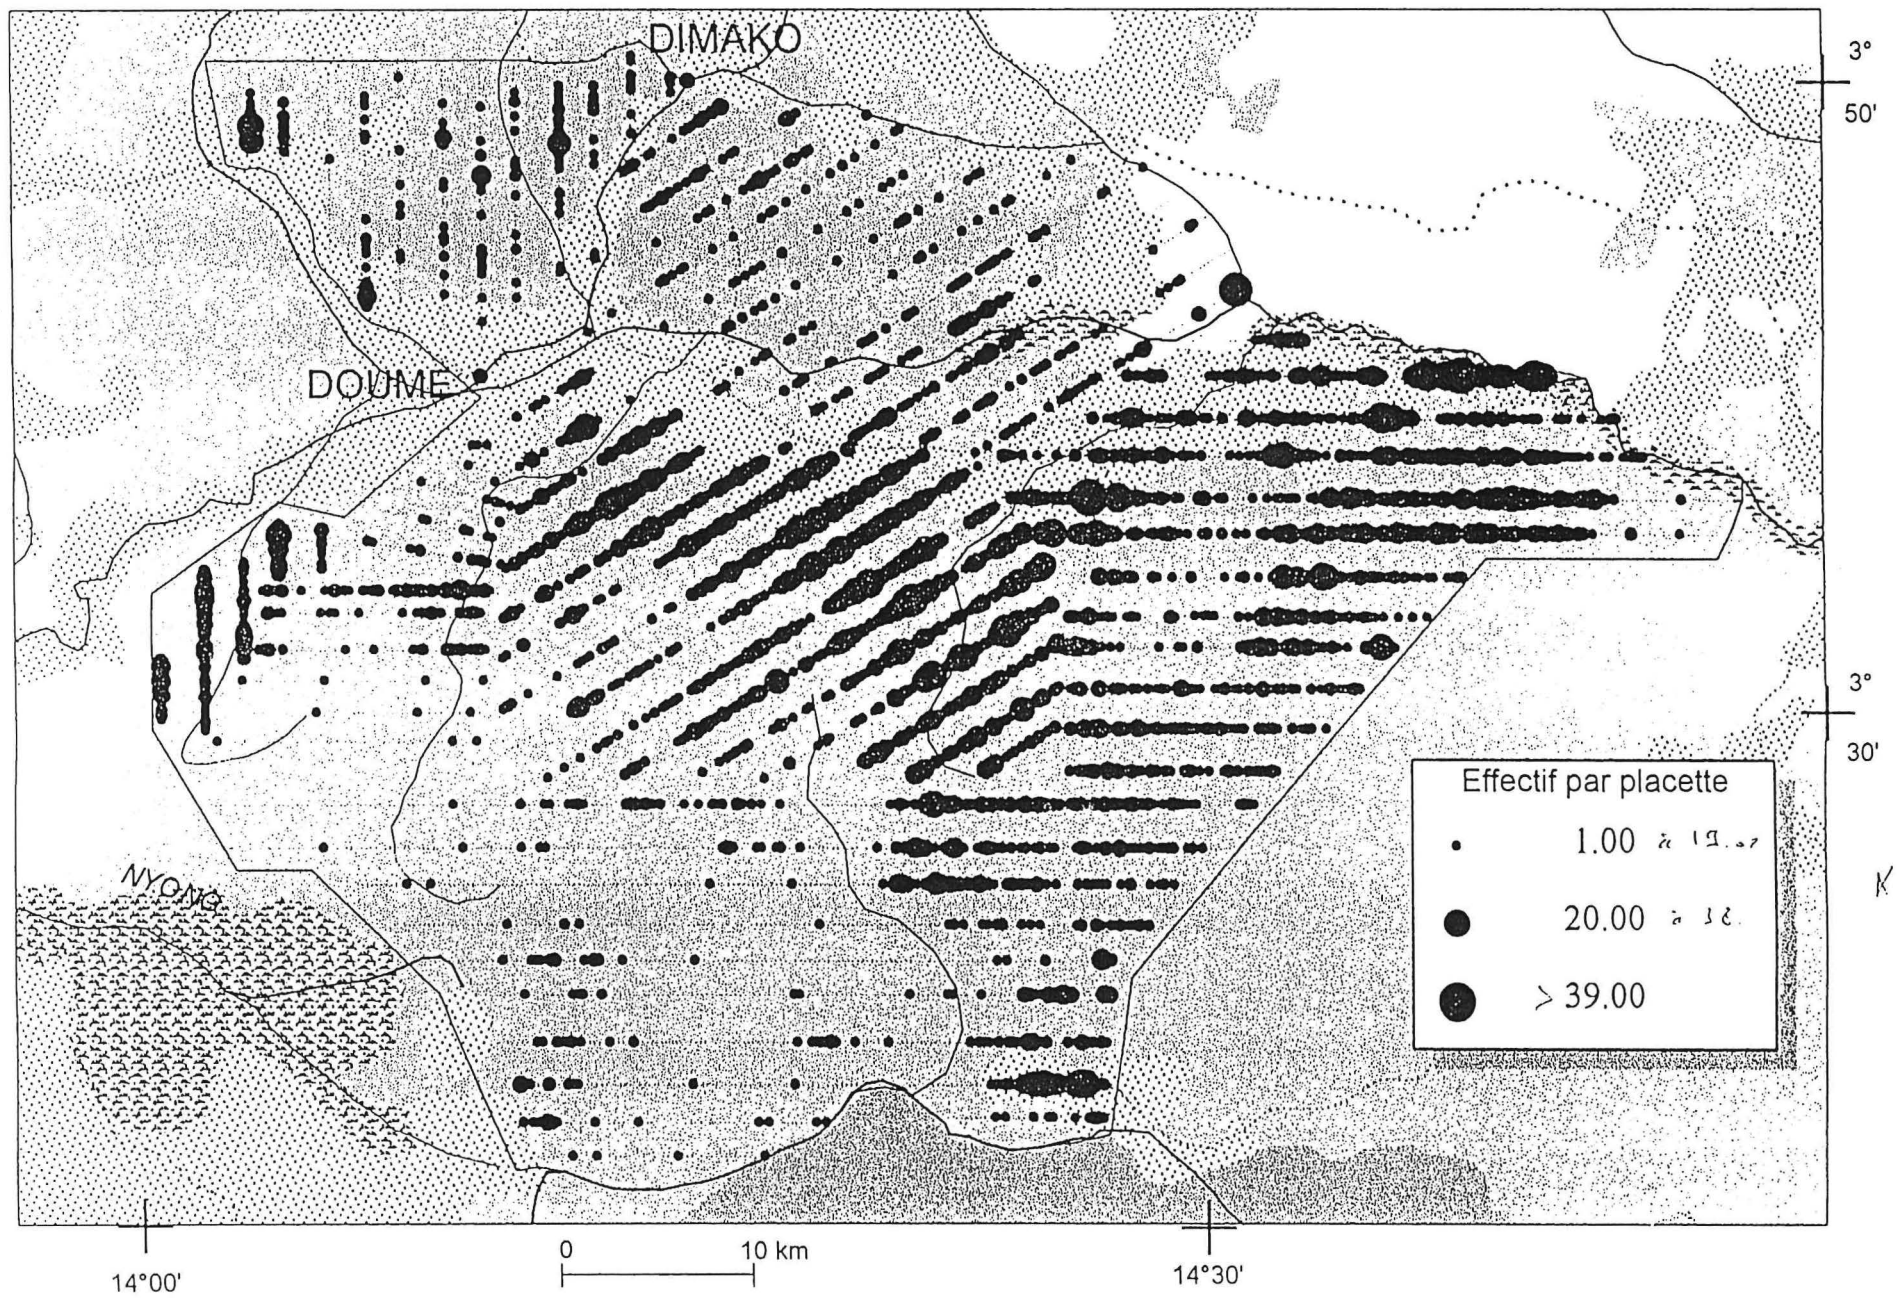 DIMAKO
3°
50'
DOUME
3°
30'
Effectif par placette
1.00 à
20.00 à
> 39.00
NYONG
0 10 km
14°00'
14°30'